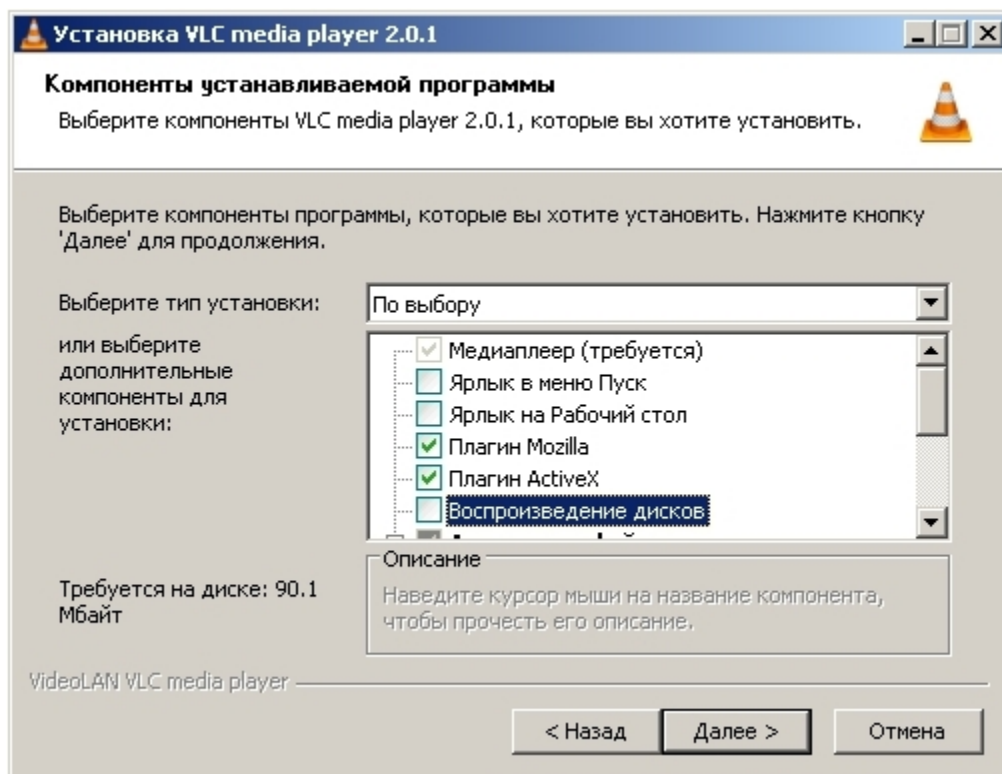 Установка VLC media player 2.0.1
Компоненты устанавливаемой программы
Выберите компоненты VLC media player 2.0.1, которые вы хотите установить.
Выберите компоненты программы, которые вы хотите установить. Нажмите кнопку
'Далее' для продолжения.
Выберите тип установки:
По выбору
или выберите
дополнительные
компоненты для
установки:
Медиаплеер (требуется)
Ярлык в меню Пуск
Ярлык на Рабочий стол
Плагин Mozilla
Плагин ActiveX
Воспроизведение дисков
Требуется на диске: 90.1
Мбайт
Описание
Наведите курсор мыши на название компонента,
чтобы прочесть его описание.
VideoLAN VLC media player
< Назад
Далее >
Отмена